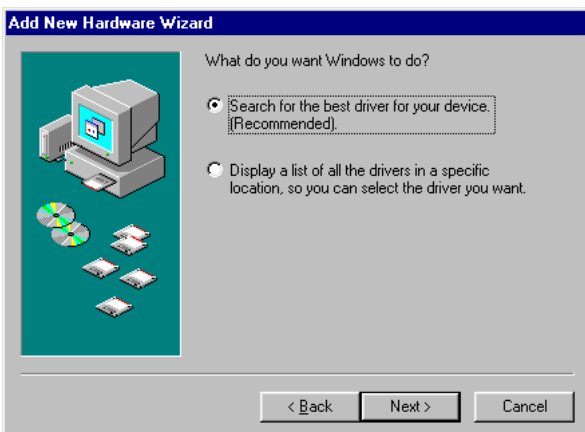 Add New Hardware Wizard
What do you want Windows to do?
Search for the best driver for your device.
(Recommended).
Display a list of all the drivers in a specific
location, so you can select the driver you want.
< Back
Next >
Cancel